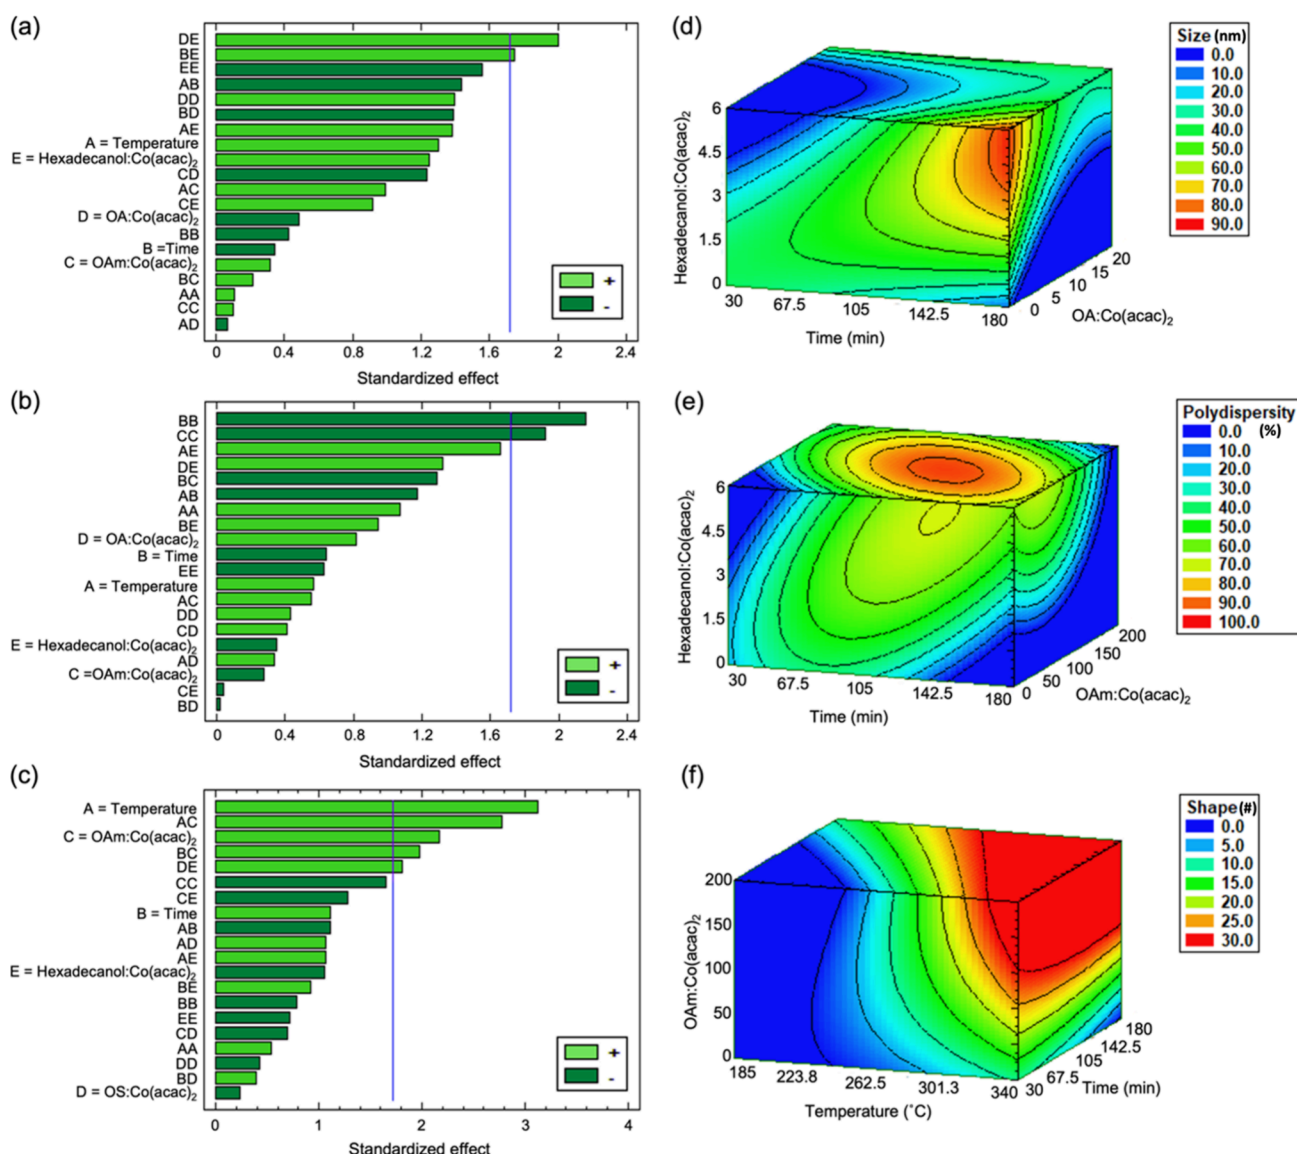 (a)
DE
BE
EE
AB
DD
BD
AE
A = Temperature
E = Hexadecanol:Co(acac)2
CD
AC
CE
D = OA:Co(acac)2
BB
B =Time
C = OAm:Co(acac)2
BC
AA
CC
AD
+
-
0 0.4 0.8 1.2 1.6 2 2.4
Standardized effect
(d)
Size (nm)
0.0
10.0
20.0
30.0
40.0
50.0
60.0
70.0
80.0
90.0
Hexadecanol:Co(acac)2
6
4.5
3
1.5
0
30 67.5 105 142.5 180
Time (min)
0 5 10 15 20
OA:Co(acac)2
(b)
BB
CC
AE
DE
BC
AB
AA
BE
D = OA:Co(acac)2
B = Time
EE
A = Temperature
AC
DD
CD
E = Hexadecanol:Co(acac)2
AD
C =OAm:Co(acac)2
CE
BD
+
-
0 0.4 0.8 1.2 1.6 2 2.4
Standardized effect
(e)
Polydispersity
(%)
0.0
10.0
20.0
30.0
40.0
50.0
60.0
70.0
80.0
90.0
100.0
Hexadecanol:Co(acac)2
6
4.5
3
1.5
0
30 67.5 105 142.5 180
Time (min)
0 50 100 150 200
OAm:Co(acac)2
(c)
A = Temperature
AC
C = OAm:Co(acac)2
BC
DE
CC
CE
B = Time
AB
AD
AE
E = Hexadecanol:Co(acac)2
BE
BB
EE
CD
AA
DD
BD
D = OS:Co(acac)2
+
-
0 1 2 3 4
Standardized effect
(f)
Shape(#)
0.0
5.0
10.0
15.0
20.0
25.0
30.0
OAm:Co(acac)2
200
150
100
50
0
185 223.8 262.5 301.3 340
Temperature (˚C)
30 67.5 105 142.5 180
Time (min)